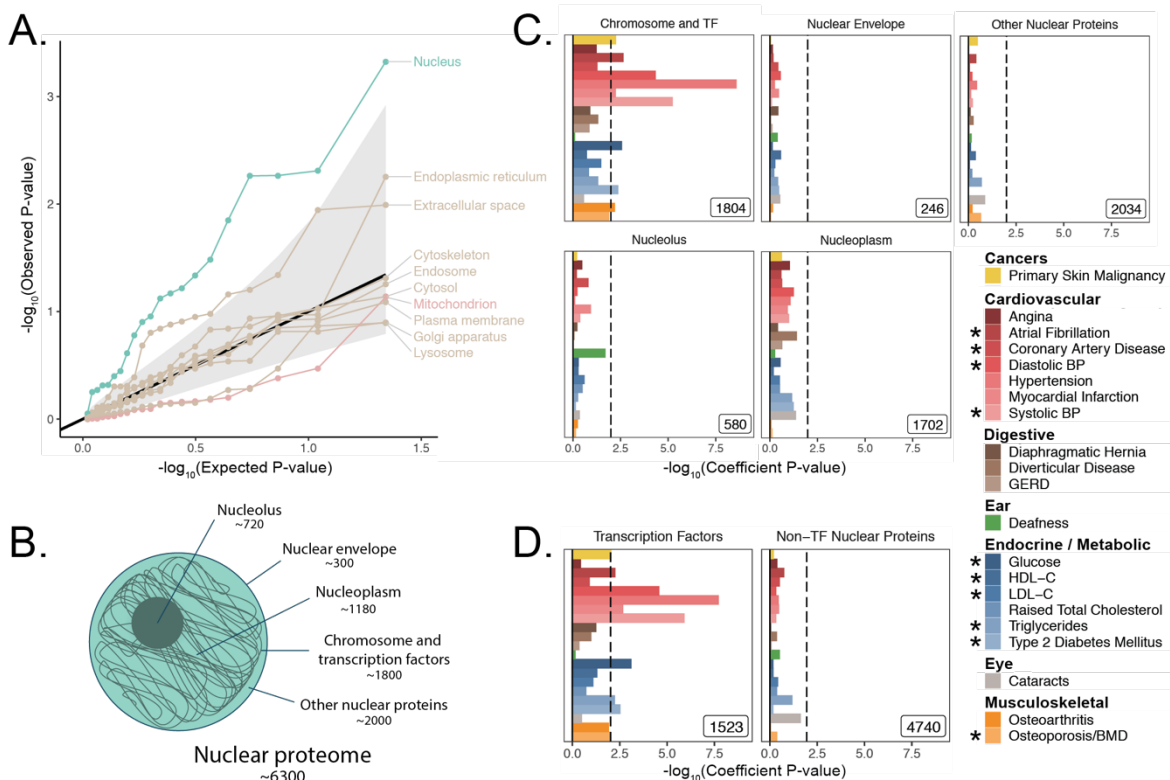 A.
-log10(Observed P-value)
3
2
1
0
0.0
0.5
1.0
1.5
-log10(Expected P-value)
Nucleus
Endoplasmic reticulum
Extracellular space
Cytoskeleton
Endosome
Cytosol
Mitochondrion
Plasma membrane
Golgi apparatus
Lysosome
B.
Nucleolus
~720
Nuclear envelope
~300
Nucleoplasm
~1180
Chromosome and
transcription factors
~1800
Other nuclear proteins
~2000
Nuclear proteome
~6300
C.
Chromosome and TF
1804
Nuclear Envelope
246
Other Nuclear Proteins
2034
0.0 2.5 5.0 7.5
Nucleolus
580
0.0 2.5 5.0 7.5
Nucleoplasm
1702
0.0 2.5 5.0 7.5
-log10(Coefficient P-value)
D.
Transcription Factors
1523
0.0 2.5 5.0 7.5
Non-TF Nuclear Proteins
4740
0.0 2.5 5.0 7.5
-log10(Coefficient P-value)
Cancers
Primary Skin Malignancy
Cardiovascular
Angina
* Atrial Fibrillation
* Coronary Artery Disease
* Diastolic BP
Hypertension
Myocardial Infarction
* Systolic BP
Digestive
Diaphragmatic Hernia
Diverticular Disease
GERD
Ear
Deafness
Endocrine / Metabolic
* Glucose
* HDL-C
* LDL-C
Raised Total Cholesterol
* Triglycerides
* Type 2 Diabetes Mellitus
Eye
Cataracts
Musculoskeletal
Osteoarthritis
* Osteoporosis/BMD